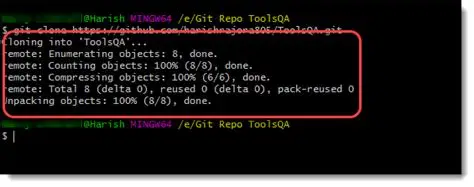 @Harish MINGW64 /e/Git Repo ToolsQA
$ git clone https://github.com/harishrajora805/ToolsQA.git
Cloning into 'ToolsQA'...
remote: Enumerating objects: 8, done.
remote: Counting objects: 100% (8/8), done.
remote: Compressing objects: 100% (6/6), done.
remote: Total 8 (delta 0), reused 0 (delta 0), pack-reused 0
Unpacking objects: 100% (8/8), done.
@Harish MINGW64 /e/Git Repo ToolsQA
$